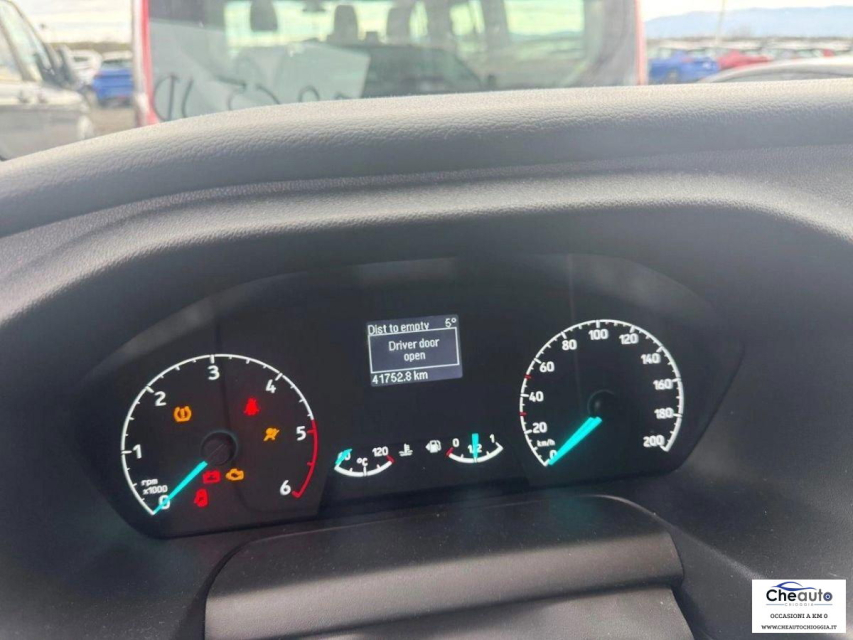 Dist to empty 5°
Driver door
open
41752.8 km
0 1 2 3 4 5 6
rpm
x1000
°C 120
0 1/2 1
0 20 40 60 80 100 120 140 160 180 200
km/h
Cheauto
CHIOGGIA
OCCASIONI A KM 0
WWW.CHEAUTOCHIOGGIA.IT